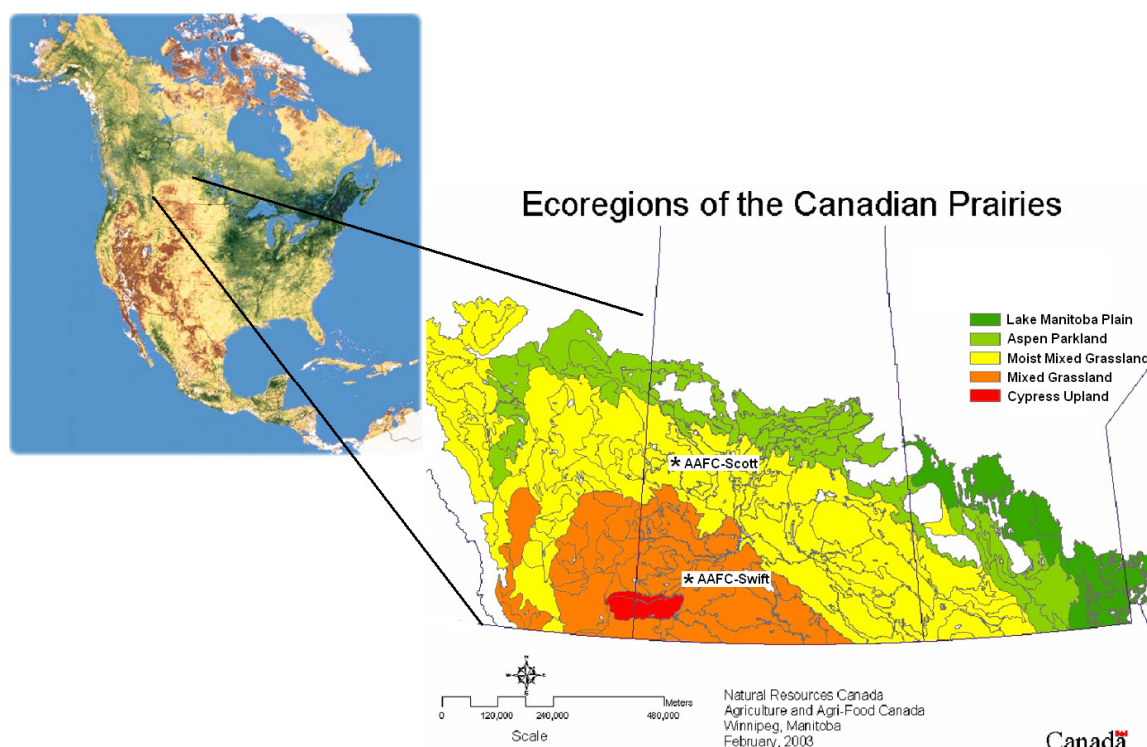 Ecoregions of the Canadian Prairies
Lake Manitoba Plain
Aspen Parkland
Moist Mixed Grassland
Mixed Grassland
Cypress Upland
* AAFC-Scott
* AAFC-Swift
N
W E
S
Meters
0 120,000 240,000 480,000
Scale
Natural Resources Canada
Agriculture and Agri-Food Canada
Winnipeg, Manitoba
February, 2003
Canada